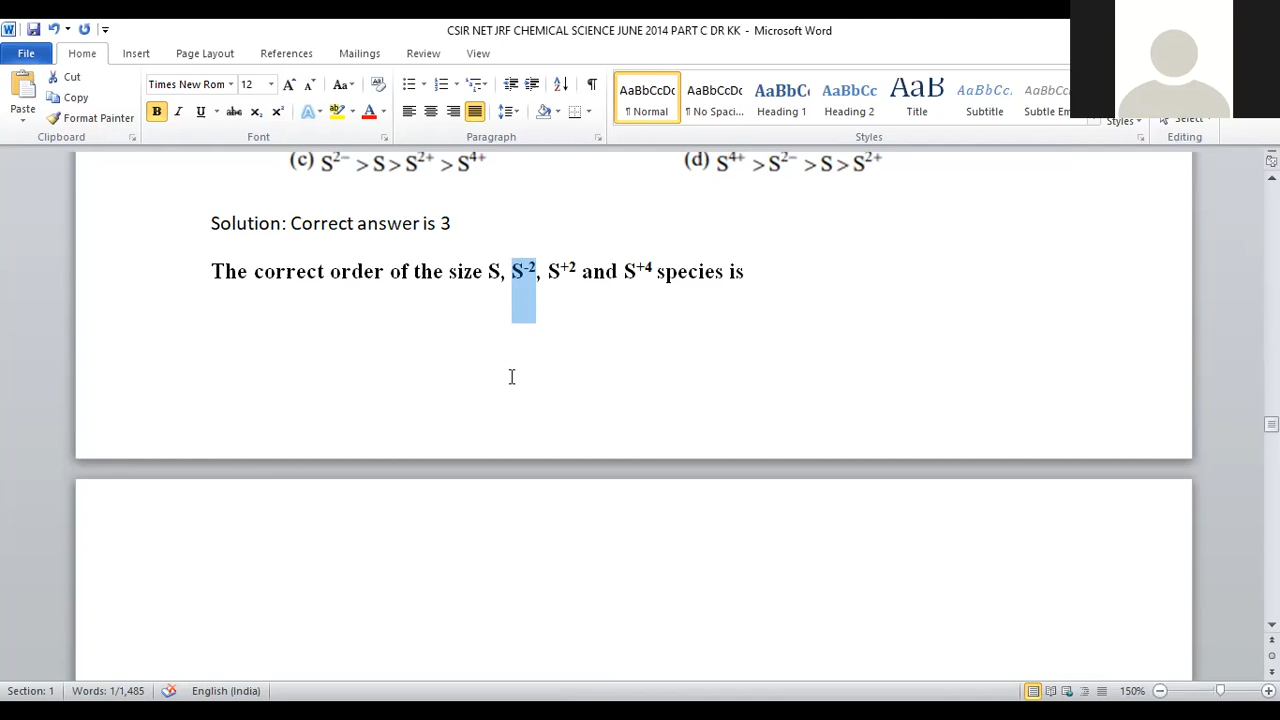 CSIR NET JRF CHEMICAL SCIENCE JUNE 2014 PART C DR KK - Microsoft Word
File Home Insert Page Layout References Mailings Review View
Paste
Cut
Copy
Format Painter
Clipboard
Times New Rom 12
Font
Paragraph
AaBbCcDc AaBbCcDc AaBbCc AaBbCc AaB AaBbCc. AaBbCcD
¶ Normal ¶ No Spaci... Heading 1 Heading 2 Title Subtitle Subtle Em
Styles
Styles
Select
Editing
(c) S²⁻ > S > S²⁺ > S⁴⁺
(d) S⁴⁺ > S²⁻ > S > S²⁺
Solution: Correct answer is 3
The correct order of the size S, S⁻², S⁺² and S⁺⁴ species is
Section: 1 Words: 1/1,485 English (India) 150%